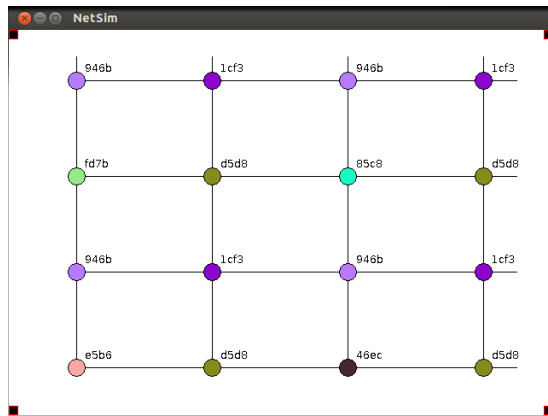 NetSim
946b 1cf3 946b 1cf3
fd7b d5d8 85c8 d5d8
946b 1cf3 946b 1cf3
e5b6 d5d8 46ec d5d8